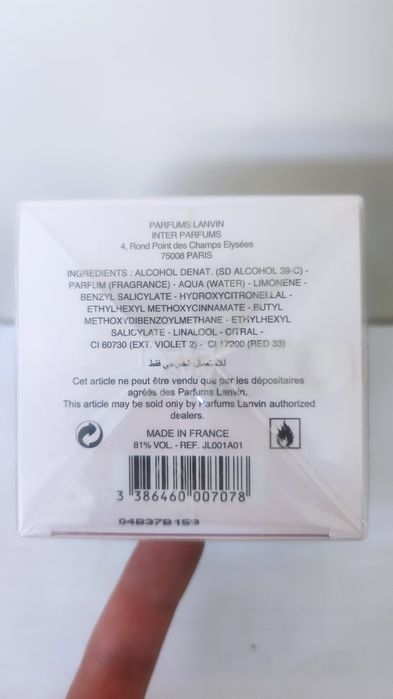 PARFUMS LANVIN
INTER PARFUMS
4, Rond Point des Champs Elysées
75008 PARIS
INGREDIENTS : ALCOHOL DENAT. (SD ALCOHOL 39-C) -
PARFUM (FRAGRANCE) - AQUA (WATER) - LIMONENE -
BENZYL SALICYLATE - HYDROXYCITRONELLAL -
ETHYLHEXYL METHOXYCINNAMATE - BUTYL
METHOXYDIBENZOYLMETHANE - ETHYLHEXYL
SALICYLATE - LINALOOL - CITRAL -
CI 60730 (EXT. VIOLET 2) - CI 17200 (RED 33)
للاستعمال الخارجي فقط
Cet article ne peut être vendu que par les dépositaires
agréés des Parfums Lanvin.
This article may be sold only by Parfums Lanvin authorized
dealers.
MADE IN FRANCE
81% VOL. - REF. JL001A01
3 386460 007078
04B37B153